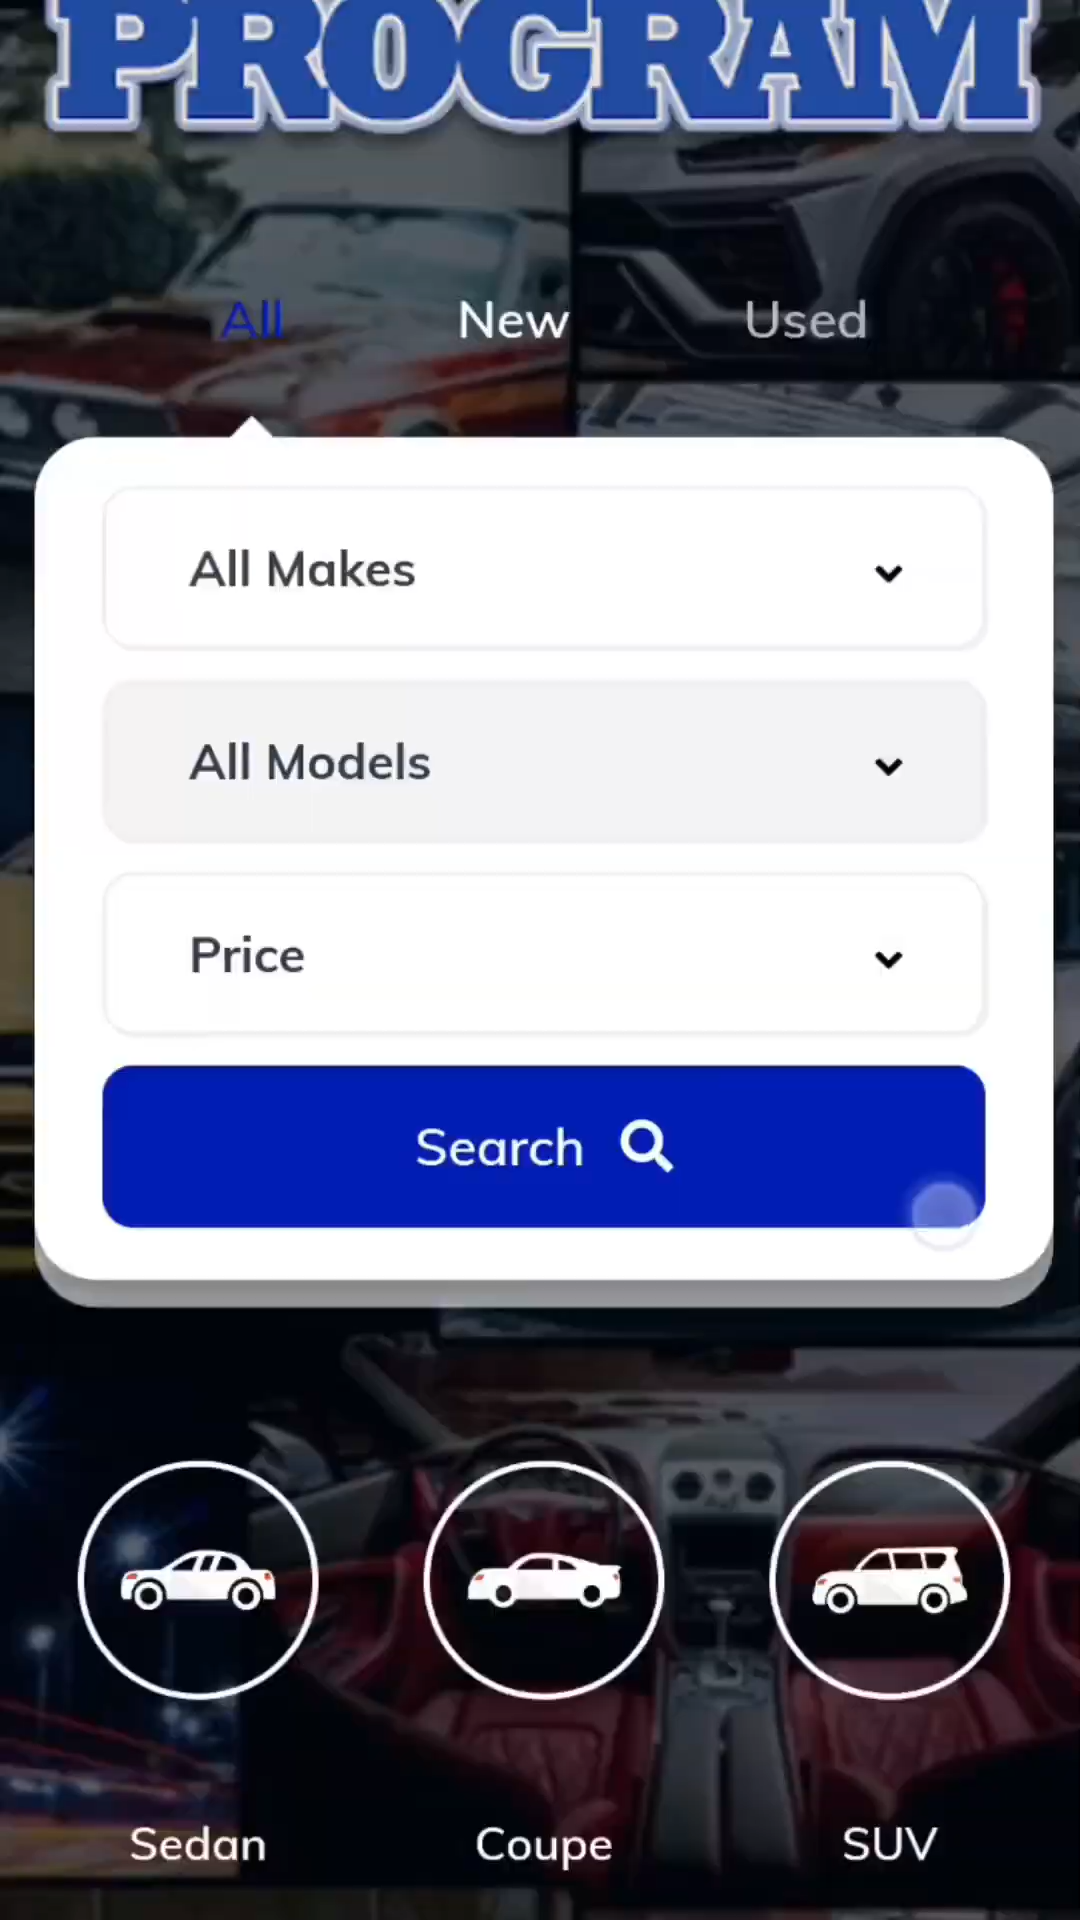 PROGRAM
All New Used
All Makes
All Models
Price
Search
Sedan Coupe SUV